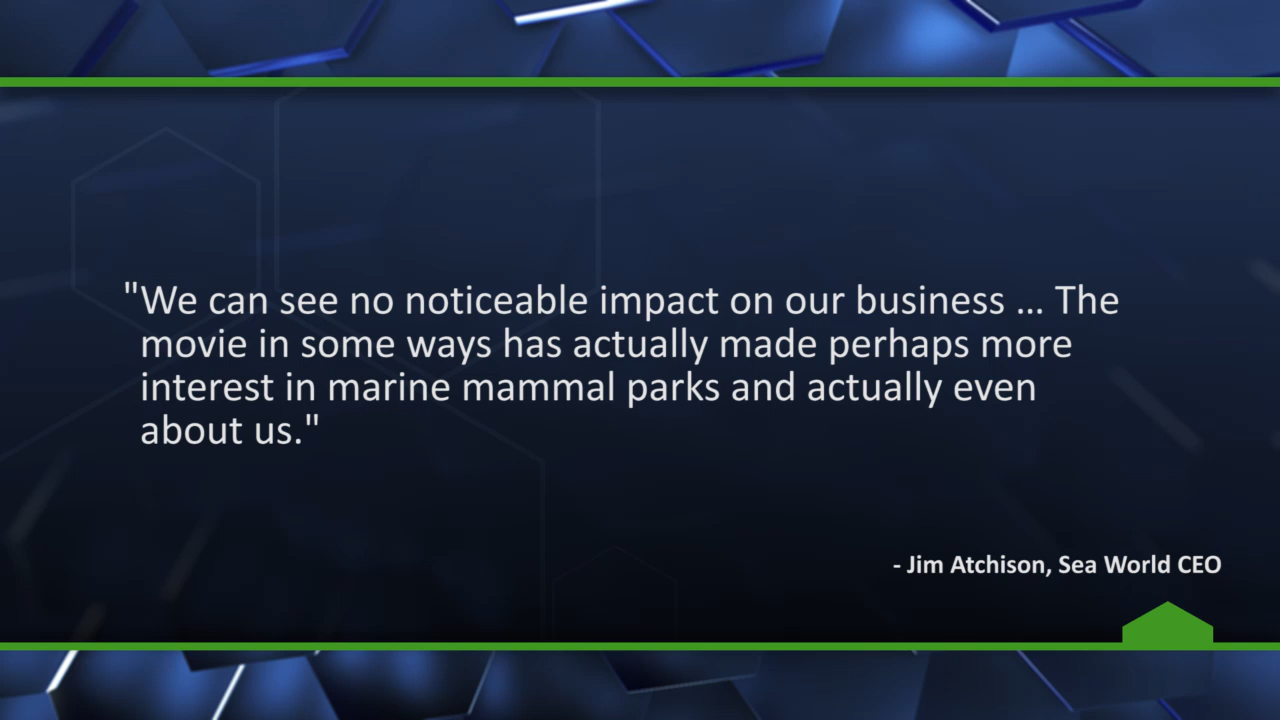 "We can see no noticeable impact on our business ... The
movie in some ways has actually made perhaps more
interest in marine mammal parks and actually even
about us."
- Jim Atchison, Sea World CEO